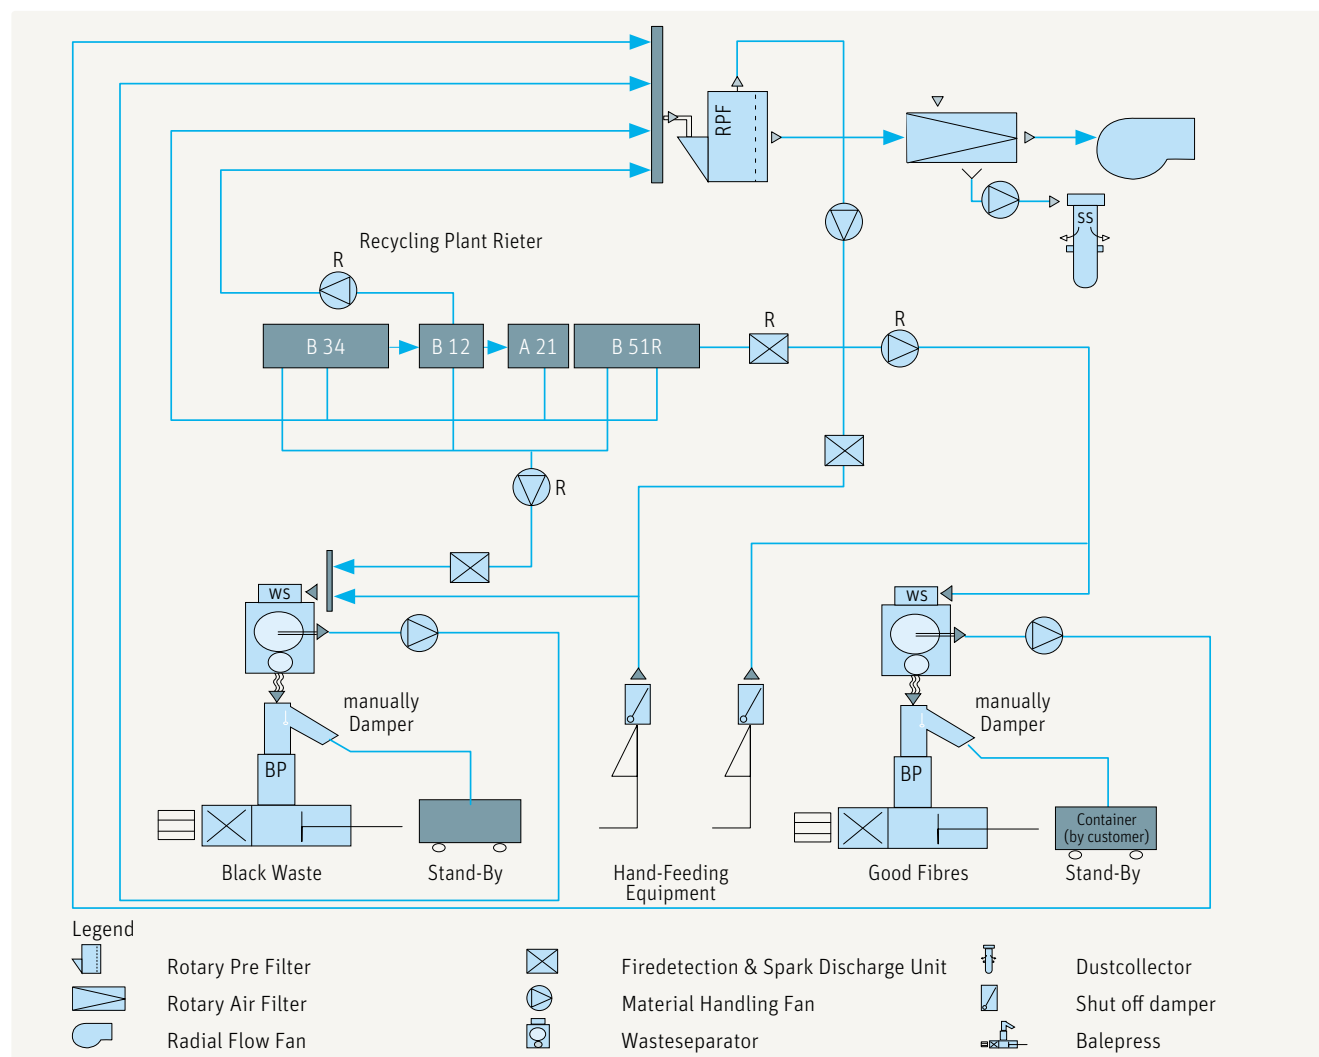 RPF
SS
Recycling Plant Rieter
R
R
R
B 34
B 12
A 21
B 51R
R
WS
WS
manually
Damper
manually
Damper
BP
BP
Container
(by customer)
Black Waste
Stand-By
Hand-Feeding
Equipment
Good Fibres
Stand-By
Legend
Rotary Pre Filter
Firedetection & Spark Discharge Unit
Dustcollector
Rotary Air Filter
Material Handling Fan
Shut off damper
Radial Flow Fan
Wasteseparator
Balepress